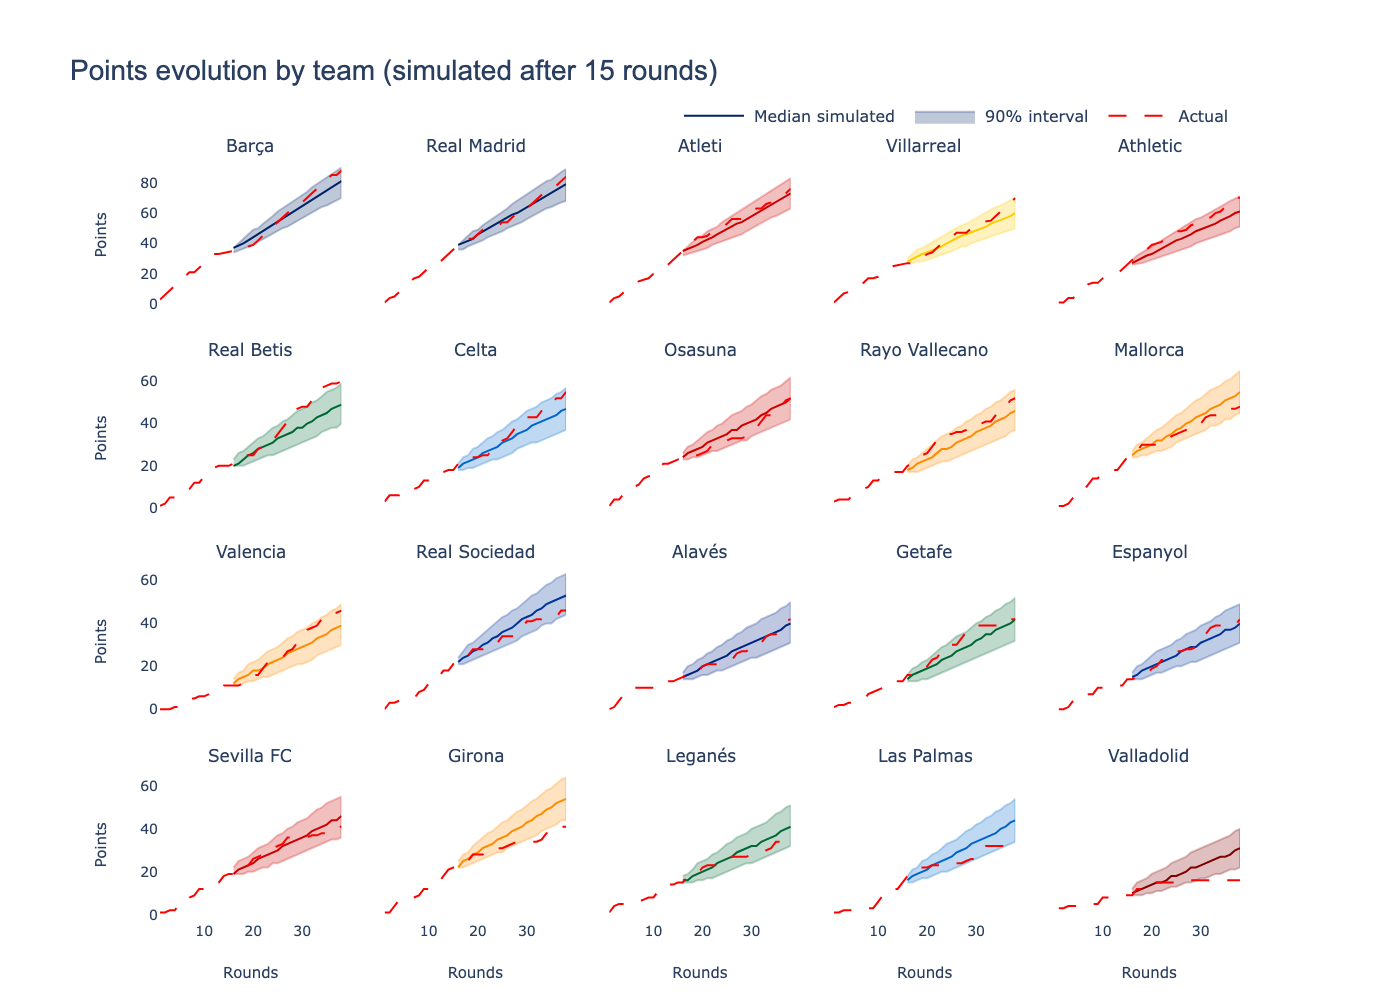 Points evolution by team (simulated after 15 rounds)
Median simulated 90% interval Actual
Barça Real Madrid Atleti Villarreal Athletic
80
60
40
20
0
Points
Real Betis Celta Osasuna Rayo Vallecano Mallorca
60
40
20
0
Points
Valencia Real Sociedad Alavés Getafe Espanyol
60
40
20
0
Points
Sevilla FC Girona Leganés Las Palmas Valladolid
60
40
20
0
Points
10 20 30 10 20 30 10 20 30 10 20 30 10 20 30
Rounds Rounds Rounds Rounds Rounds